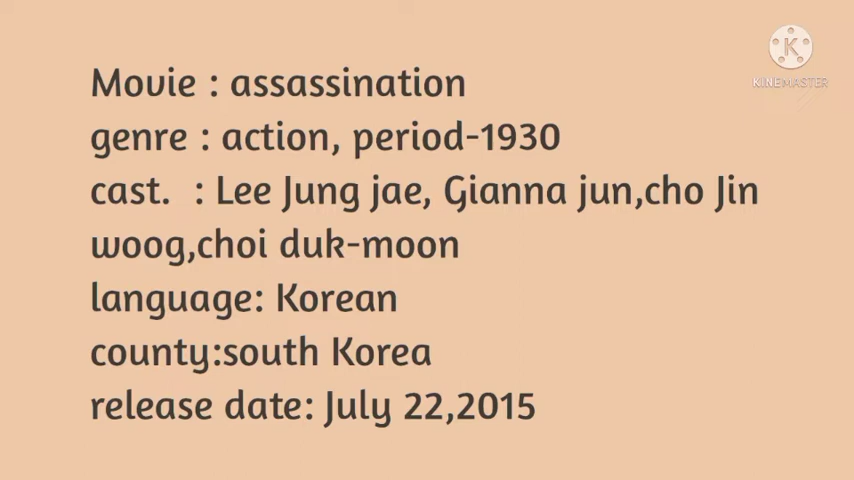 KINEMASTER
Movie : assassination
genre : action, period-1930
cast.  : Lee Jung jae, Gianna jun,cho Jin
woog,choi duk-moon
language: Korean
county:south Korea
release date: July 22,2015